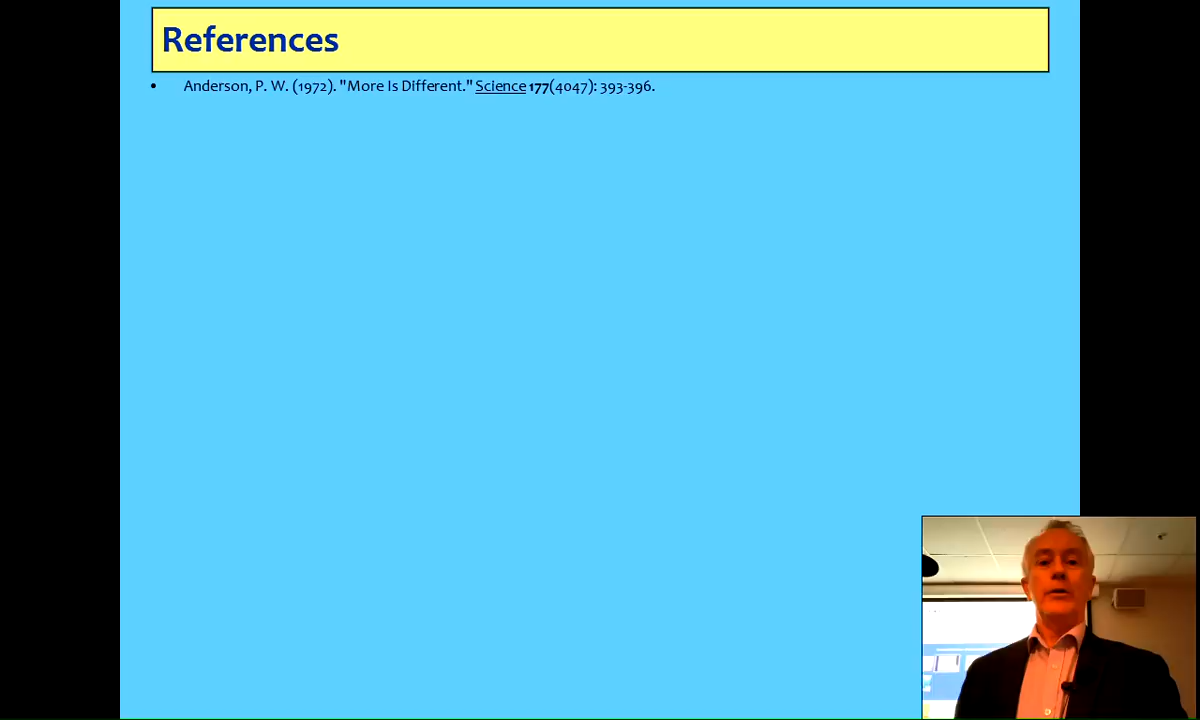 References
• Anderson, P. W. (1972). "More Is Different." Science 177(4047): 393-396.